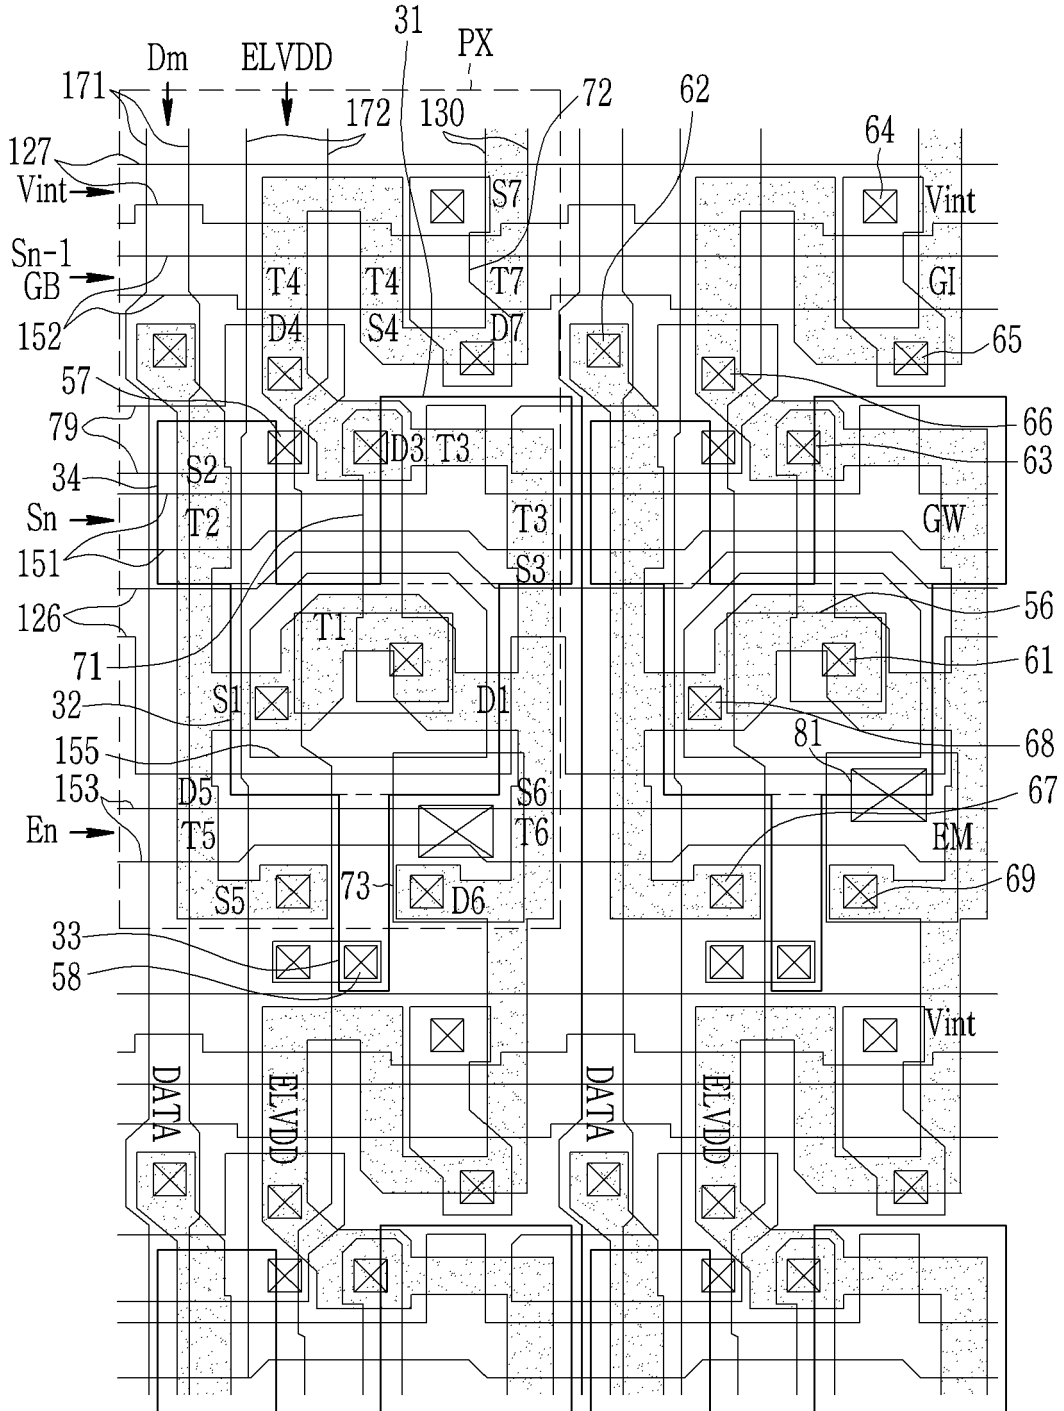 31 PX
Dm ELVDD
171 172 130 72 62
127 64
Vint S7 Vint
Sn-1
GB T4 T4 T7 GI
152 D4 S4 D7 65
57
79 66
34 S2 D3 T3 63
Sn T2 T3 GW
151 S3
126 T1 56
71 61
32 S1 D1
155 81 68
153 D5 S6 67
En T5 T6 EM
73 69
S5 D6
33
58
Vint
DATA ELVDD DATA ELVDD